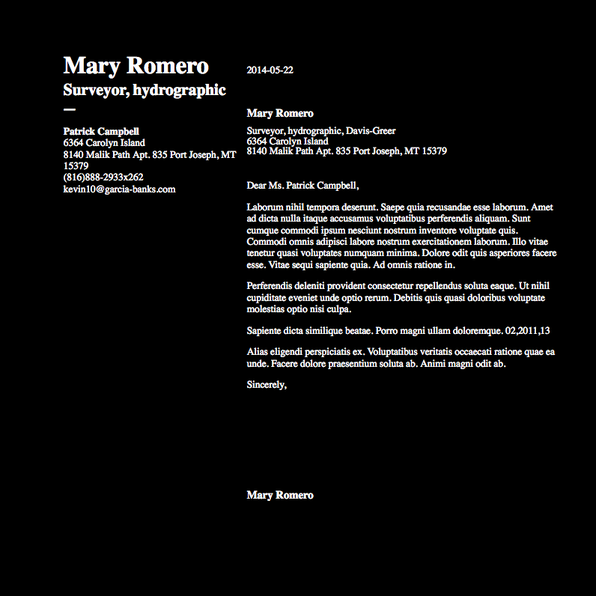 Mary Romero
Surveyor, hydrographic
Patrick Campbell
6364 Carolyn Island
8140 Malik Path Apt. 835 Port Joseph, MT
15379
(816)888-2933x262
kevin10@garcia-banks.com
2014-05-22
Mary Romero
Surveyor, hydrographic, Davis-Greer
6364 Carolyn Island
8140 Malik Path Apt. 835 Port Joseph, MT 15379
Dear Ms. Patrick Campbell,
Laborum nihil tempora deserunt. Saepe quia recusandae esse laborum. Amet
ad dicta nulla itaque accusamus voluptatibus perferendis aliquam. Sunt
cumque commodi ipsum nesciunt nostrum inventore voluptate quis.
Commodi omnis adipisci labore nostrum exercitationem laborum. Illo vitae
tenetur quasi voluptates numquam minima. Dolore odit quis asperiores facere
esse. Vitae sequi sapiente quia. Ad omnis ratione in.
Perferendis deleniti provident consectetur repellendus soluta eaque. Ut nihil
cupiditate eveniet unde optio rerum. Debitis quis quasi doloribus voluptate
molestias optio nisi culpa.
Sapiente dicta similique beatae. Porro magni ullam doloremque. 02,2011,13
Alias eligendi perspiciatis ex. Voluptatibus veritatis occaecati ratione quae ea
unde. Facere dolore praesentium soluta ab. Animi magni odit ab.
Sincerely,
Mary Romero